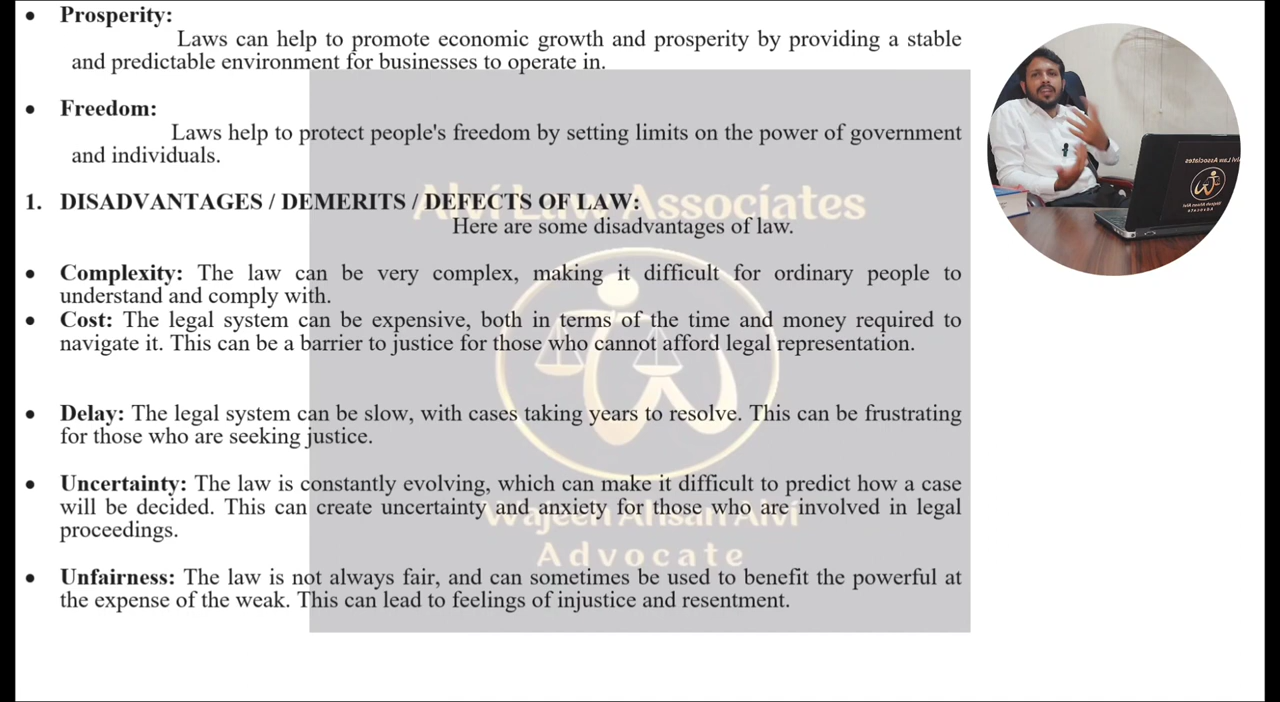 • Prosperity:
Laws can help to promote economic growth and prosperity by providing a stable
and predictable environment for businesses to operate in.
• Freedom:
Laws help to protect people's freedom by setting limits on the power of government
and individuals.
1. DISADVANTAGES / DEMERITS / DEFECTS OF LAW:
Here are some disadvantages of law.
• Complexity: The law can be very complex, making it difficult for ordinary people to
understand and comply with.
• Cost: The legal system can be expensive, both in terms of the time and money required to
navigate it. This can be a barrier to justice for those who cannot afford legal representation.
• Delay: The legal system can be slow, with cases taking years to resolve. This can be frustrating
for those who are seeking justice.
• Uncertainty: The law is constantly evolving, which can make it difficult to predict how a case
will be decided. This can create uncertainty and anxiety for those who are involved in legal
proceedings.
• Unfairness: The law is not always fair, and can sometimes be used to benefit the powerful at
the expense of the weak. This can lead to feelings of injustice and resentment.
Alvi Law Associates
Wajeeh Ahsan Alvi
Advocate
Alvi Law Associates